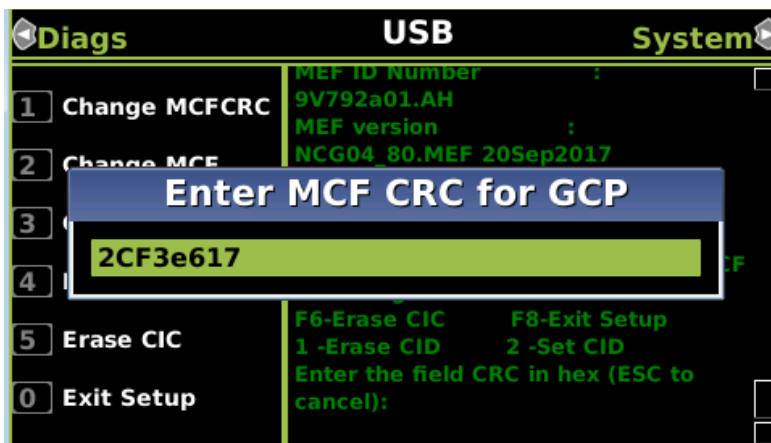 Diags USB System
MEF ID Number :
1 Change MCFCRC
9V792a01.AH
MEF version :
2 Change MCF
NCG04_80.MEF 20Sep2017
Enter MCF CRC for GCP
3
2CF3e617
4
F6-Erase CIC F8-Exit Setup
5 Erase CIC
1 -Erase CID 2 -Set CID
Enter the field CRC in hex (ESC to
0 Exit Setup
cancel):